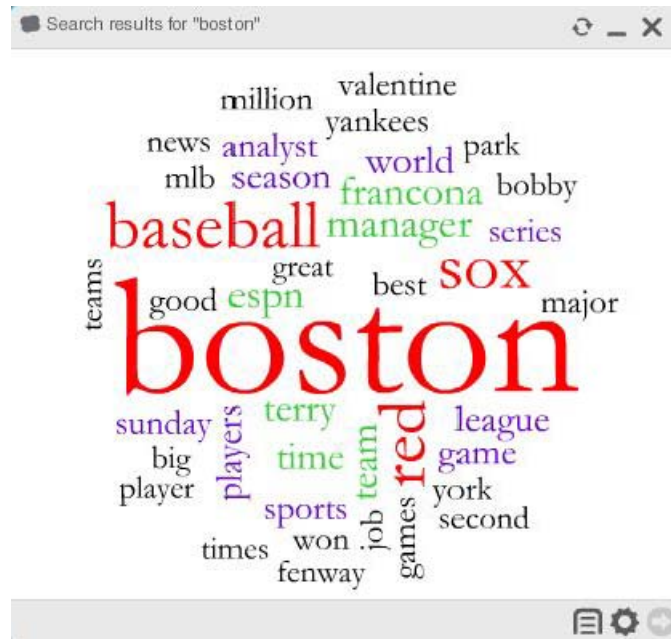 Search results for "boston"
valentine
million
yankees
news
analyst
world
park
mlb
season
francona
bobby
baseball
manager
series
teams
great
best
sox
good
espn
major
boston
sunday
players
terry
team
red
league
big
time
game
player
york
sports
job
games
second
times
won
fenway